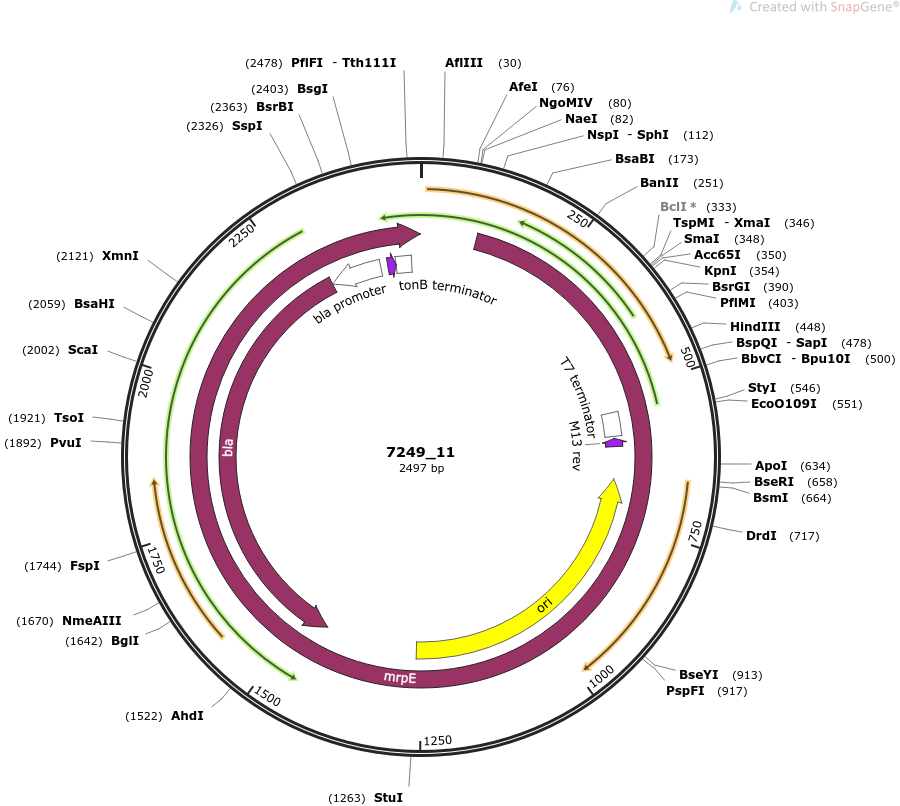 Created with SnapGene®
(2478) PflFI - Tth111I
AflIII (30)
(2403) BsgI
AfeI (76)
(2363) BsrBI
NgoMIV (80)
(2326) SspI
NaeI (82)
NspI - SphI (112)
BsaBI (173)
BanII (251)
BclI * (333)
TspMI - XmaI (346)
SmaI (348)
Acc65I (350)
(2121) XmnI
KpnI (354)
BsrGI (390)
(2059) BsaHI
PflMI (403)
HindIII (448)
(2002) ScaI
BspQI - SapI (478)
BbvCI - Bpu10I (500)
StyI (546)
EcoO109I (551)
(1921) TsoI
(1892) PvuI
ApoI (634)
BseRI (658)
BsmI (664)
DrdI (717)
(1744) FspI
(1670) NmeAIII
(1642) BglI
BseYI (913)
PspFI (917)
(1522) AhdI
(1263) StuI
250
500
750
1000
1250
1500
1750
2000
2250
bla promoter
tonB terminator
T7 terminator
M13 rev
bla
ori
mrpE
7249_11
2497 bp